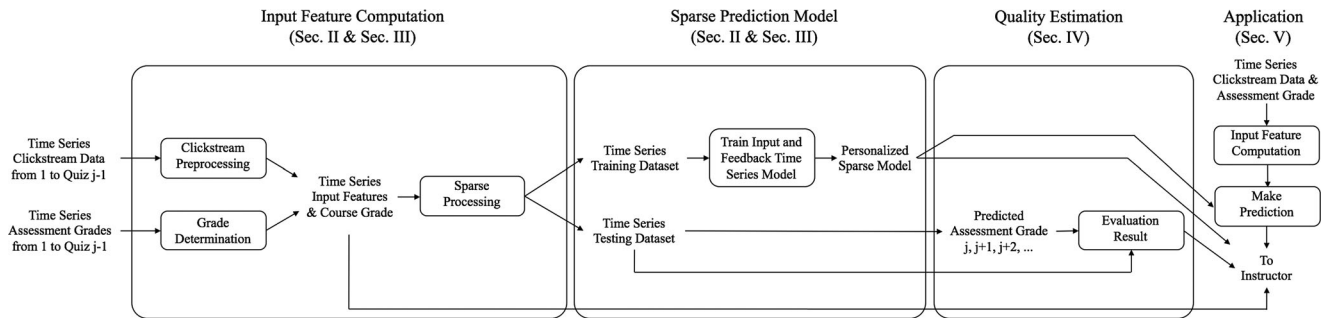 Input Feature Computation
(Sec. II & Sec. III)
Sparse Prediction Model
(Sec. II & Sec. III)
Quality Estimation
(Sec. IV)
Application
(Sec. V)
Time Series
Clickstream Data
from 1 to Quiz j-1
Time Series
Assessment Grades
from 1 to Quiz j-1
Clickstream
Preprocessing
Grade
Determination
Time Series
Input Features
& Course Grade
Sparse
Processing
Time Series
Training Dataset
Time Series
Testing Dataset
Train Input and
Feedback Time
Series Model
Personalized
Sparse Model
Predicted
Assessment Grade
j, j+1, j+2, ...
Evaluation
Result
Time Series
Clickstream Data &
Assessment Grade
Input Feature
Computation
Make
Prediction
To
Instructor